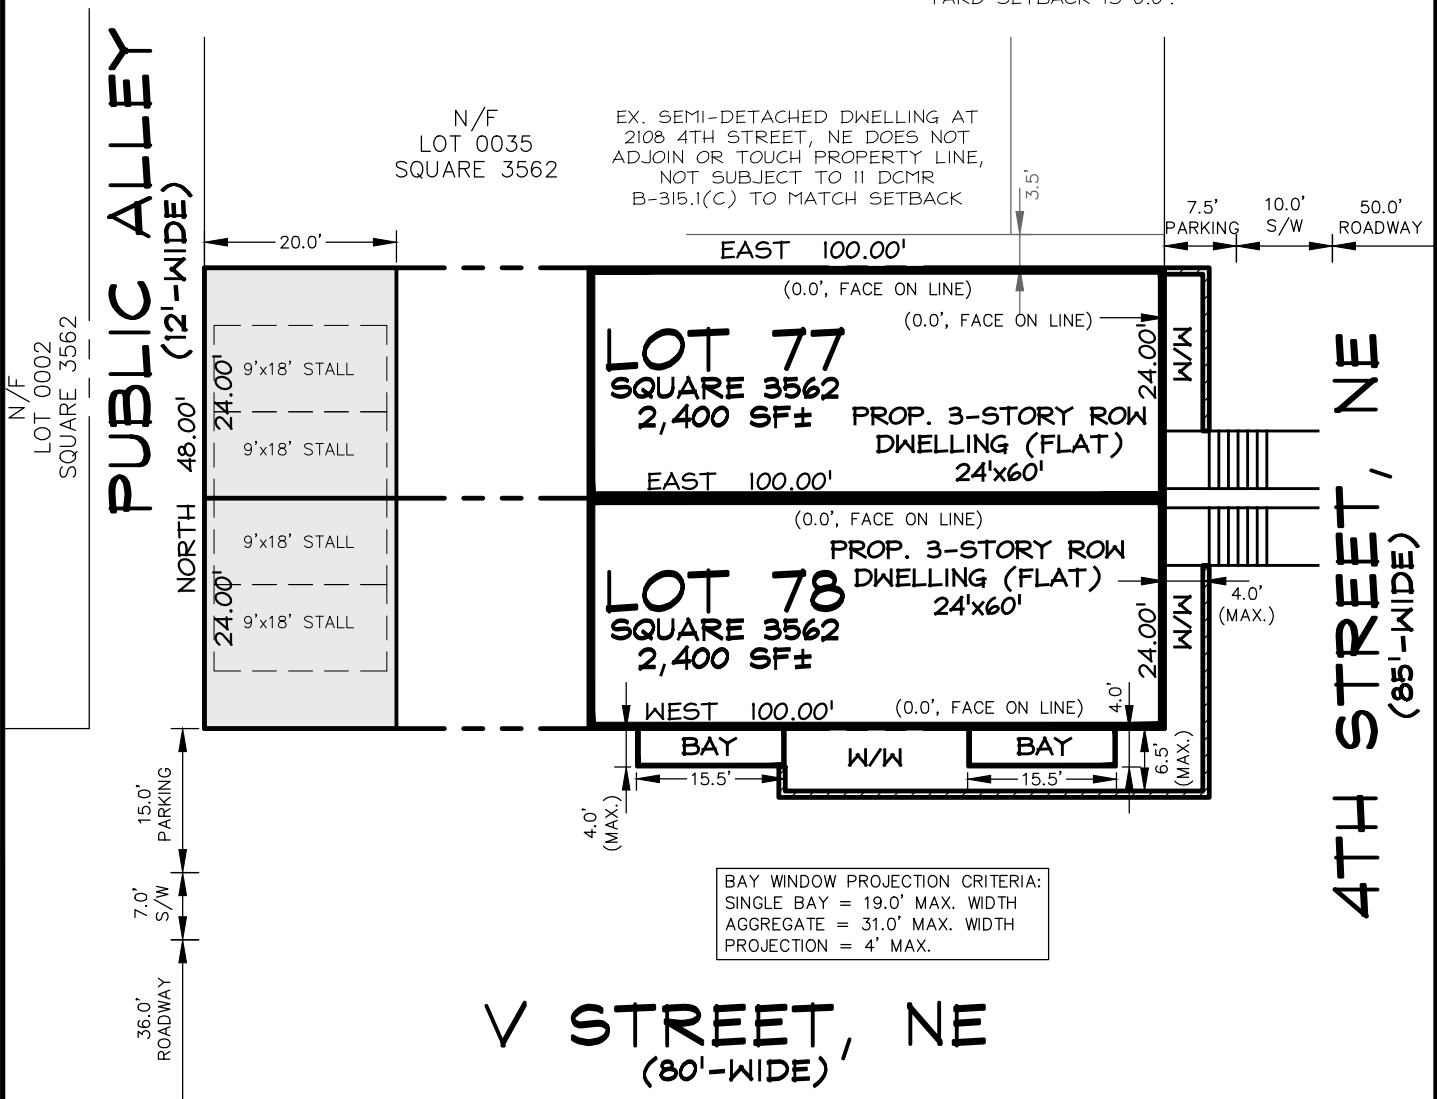 YARD SETBACK IS 0.0'.
PUBLIC ALLEY
(12'-WIDE)
N/F
LOT 0002
SQUARE 3562
N/F
LOT 0035
SQUARE 3562
EX. SEMI-DETACHED DWELLING AT
2108 4TH STREET, NE DOES NOT
ADJOIN OR TOUCH PROPERTY LINE,
NOT SUBJECT TO 11 DCMR
B-315.1(C) TO MATCH SETBACK
3.5'
7.5'
PARKING
10.0'
S/W
50.0'
ROADWAY
20.0'
EAST 100.00'
(0.0', FACE ON LINE)
(0.0', FACE ON LINE)
LOT 77
SQUARE 3562
2,400 SF±
PROP. 3-STORY ROW
DWELLING (FLAT)
24'x60'
24.00'
W/W
9'x18' STALL
24.00'
9'x18' STALL
NORTH 48.00'
EAST 100.00'
(0.0', FACE ON LINE)
9'x18' STALL
24.00'
9'x18' STALL
PROP. 3-STORY ROW
DWELLING (FLAT)
24'x60'
LOT 78
SQUARE 3562
2,400 SF±
24.00'
W/W
4.0'
(MAX.)
4TH STREET, NE
(85'-WIDE)
WEST 100.00'
(0.0', FACE ON LINE)
4.0'
BAY
W/W
BAY
6.5'
(MAX.)
15.5'
15.5'
4.0'
(MAX.)
15.0'
PARKING
7.0'
S/W
36.0'
ROADWAY
BAY WINDOW PROJECTION CRITERIA:
SINGLE BAY = 19.0' MAX. WIDTH
AGGREGATE = 31.0' MAX. WIDTH
PROJECTION = 4' MAX.
V STREET, NE
(80'-WIDE)